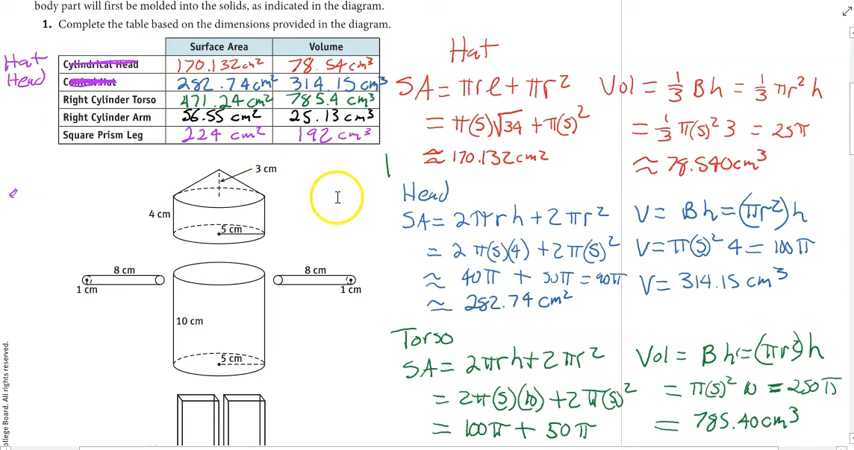 body part will first be molded into the solids, as indicated in the diagram.
1. Complete the table based on the dimensions provided in the diagram.
Surface Area Volume
Hat Cylindrical Head 170.132cm² 78.54cm³
Head 282.74cm² 314.15cm³
Right Cylinder Torso 471.24cm² 785.4cm³
Right Cylinder Arm 56.55 cm² 25.13cm³
Square Prism Leg 224 cm² 192cm³
3 cm
4 cm
5 cm
8 cm
8 cm
1 cm
1 cm
10 cm
5 cm
Hat
SA = πrl + πr²
= π(5)√34 + π(5)²
≈ 170.132cm2
Vol = 1/3 Bh = 1/3 πr²h
= 1/3 π(5)² 3 = 25π
≈ 78.540cm³
Head
SA = 2πrh + 2πr²
= 2π(5)(4) + 2π(5)²
≈ 40π + 50π = 90π
≈ 282.74 cm²
V = Bh = (πr²)h
V = π(5)² 4 = 100π
V = 314.15 cm³
Torso
SA = 2πrh + 2πr²
= 2π(5)(10) + 2π(5)²
= 100π + 50π
Vol = Bh = (πr²)h
= π(5)² 10 = 250π
= 785.40cm³
ollege Board. All rights reserved.